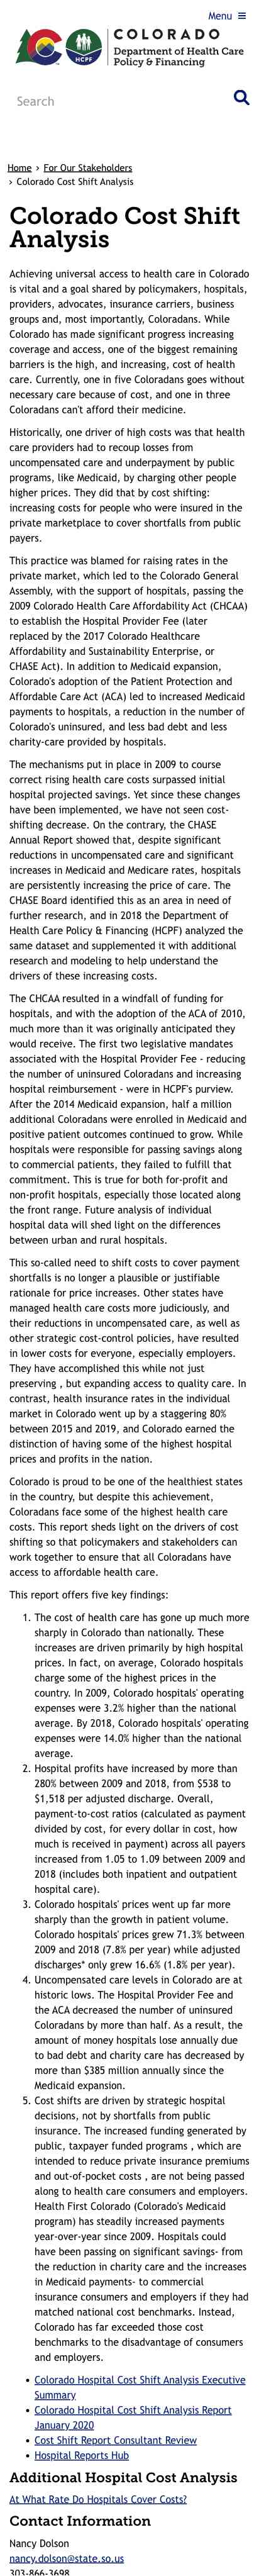 Menu ≡
COLORADO
Department of Health Care
Policy & Financing
HCPF
Search
Home › For Our Stakeholders
› Colorado Cost Shift Analysis
Colorado Cost Shift
Analysis
Achieving universal access to health care in Colorado
is vital and a goal shared by policymakers, hospitals,
providers, advocates, insurance carriers, business
groups and, most importantly, Coloradans. While
Colorado has made significant progress increasing
coverage and access, one of the biggest remaining
barriers is the high, and increasing, cost of health
care. Currently, one in five Coloradans goes without
necessary care because of cost, and one in three
Coloradans can't afford their medicine.
Historically, one driver of high costs was that health
care providers had to recoup losses from
uncompensated care and underpayment by public
programs, like Medicaid, by charging other people
higher prices. They did that by cost shifting:
increasing costs for people who were insured in the
private marketplace to cover shortfalls from public
payers.
This practice was blamed for raising rates in the
private market, which led to the Colorado General
Assembly, with the support of hospitals, passing the
2009 Colorado Health Care Affordability Act (CHCAA)
to establish the Hospital Provider Fee (later
replaced by the 2017 Colorado Healthcare
Affordability and Sustainability Enterprise, or
CHASE Act). In addition to Medicaid expansion,
Colorado's adoption of the Patient Protection and
Affordable Care Act (ACA) led to increased Medicaid
payments to hospitals, a reduction in the number of
Colorado's uninsured, and less bad debt and less
charity-care provided by hospitals.
The mechanisms put in place in 2009 to course
correct rising health care costs surpassed initial
hospital projected savings. Yet since these changes
have been implemented, we have not seen cost-
shifting decrease. On the contrary, the CHASE
Annual Report showed that, despite significant
reductions in uncompensated care and significant
increases in Medicaid and Medicare rates, hospitals
are persistently increasing the price of care. The
CHASE Board identified this as an area in need of
further research, and in 2018 the Department of
Health Care Policy & Financing (HCPF) analyzed the
same dataset and supplemented it with additional
research and modeling to help understand the
drivers of these increasing costs.
The CHCAA resulted in a windfall of funding for
hospitals, and with the adoption of the ACA of 2010,
much more than it was originally anticipated they
would receive. The first two legislative mandates
associated with the Hospital Provider Fee - reducing
the number of uninsured Coloradans and increasing
hospital reimbursement - were in HCPF's purview.
After the 2014 Medicaid expansion, half a million
additional Coloradans were enrolled in Medicaid and
positive patient outcomes continued to grow. While
hospitals were responsible for passing savings along
to commercial patients, they failed to fulfill that
commitment. This is true for both for-profit and
non-profit hospitals, especially those located along
the front range. Future analysis of individual
hospital data will shed light on the differences
between urban and rural hospitals.
This so-called need to shift costs to cover payment
shortfalls is no longer a plausible or justifiable
rationale for price increases. Other states have
managed health care costs more judiciously, and
their reductions in uncompensated care, as well as
other strategic cost-control policies, have resulted
in lower costs for everyone, especially employers.
They have accomplished this while not just
preserving , but expanding access to quality care. In
contrast, health insurance rates in the individual
market in Colorado went up by a staggering 80%
between 2015 and 2019, and Colorado earned the
distinction of having some of the highest hospital
prices and profits in the nation.
Colorado is proud to be one of the healthiest states
in the country, but despite this achievement,
Coloradans face some of the highest health care
costs. This report sheds light on the drivers of cost
shifting so that policymakers and stakeholders can
work together to ensure that all Coloradans have
access to affordable health care.
This report offers five key findings:
1. The cost of health care has gone up much more
sharply in Colorado than nationally. These
increases are driven primarily by high hospital
prices. In fact, on average, Colorado hospitals
charge some of the highest prices in the
country. In 2009, Colorado hospitals' operating
expenses were 3.2% higher than the national
average. By 2018, Colorado hospitals' operating
expenses were 14.0% higher than the national
average.
2. Hospital profits have increased by more than
280% between 2009 and 2018, from $538 to
$1,518 per adjusted discharge. Overall,
payment-to-cost ratios (calculated as payment
divided by cost, for every dollar in cost, how
much is received in payment) across all payers
increased from 1.05 to 1.09 between 2009 and
2018 (includes both inpatient and outpatient
hospital care).
3. Colorado hospitals' prices went up far more
sharply than the growth in patient volume.
Colorado hospitals' prices grew 71.3% between
2009 and 2018 (7.8% per year) while adjusted
discharges* only grew 16.6% (1.8% per year).
4. Uncompensated care levels in Colorado are at
historic lows. The Hospital Provider Fee and
the ACA decreased the number of uninsured
Coloradans by more than half. As a result, the
amount of money hospitals lose annually due
to bad debt and charity care has decreased by
more than $385 million annually since the
Medicaid expansion.
5. Cost shifts are driven by strategic hospital
decisions, not by shortfalls from public
insurance. The increased funding generated by
public, taxpayer funded programs , which are
intended to reduce private insurance premiums
and out-of-pocket costs , are not being passed
along to health care consumers and employers.
Health First Colorado (Colorado's Medicaid
program) has steadily increased payments
year-over-year since 2009. Hospitals could
have been passing on significant savings- from
the reduction in charity care and the increases
in Medicaid payments- to commercial
insurance consumers and employers if they had
matched national cost benchmarks. Instead,
Colorado has far exceeded those cost
benchmarks to the disadvantage of consumers
and employers.
• Colorado Hospital Cost Shift Analysis Executive
Summary
• Colorado Hospital Cost Shift Analysis Report
January 2020
• Cost Shift Report Consultant Review
• Hospital Reports Hub
Additional Hospital Cost Analysis
At What Rate Do Hospitals Cover Costs?
Contact Information
Nancy Dolson
nancy.dolson@state.so.us
303-866-3698